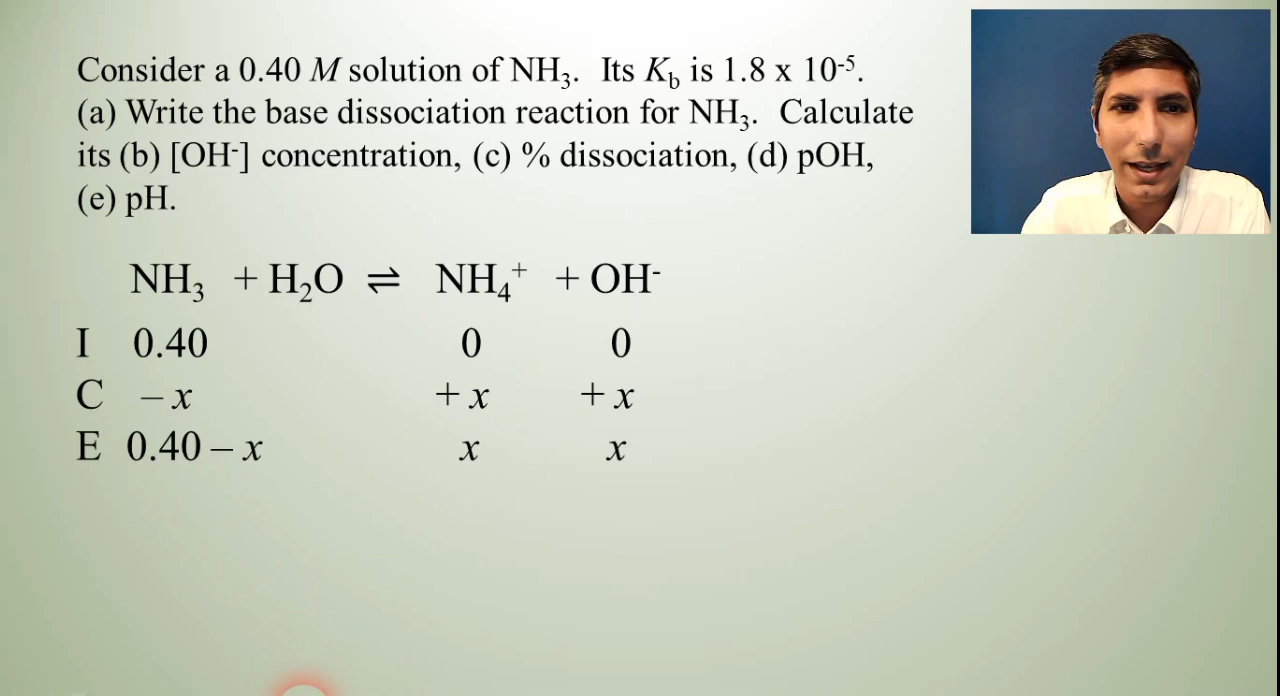 Consider a 0.40 M solution of NH₃. Its K_b is 1.8 x 10⁻⁵.
(a) Write the base dissociation reaction for NH₃. Calculate
its (b) [OH⁻] concentration, (c) % dissociation, (d) pOH,
(e) pH.
NH₃ + H₂O ⇌ NH₄⁺ + OH⁻
I 0.40 0 0
C – x + x + x
E 0.40 – x x x